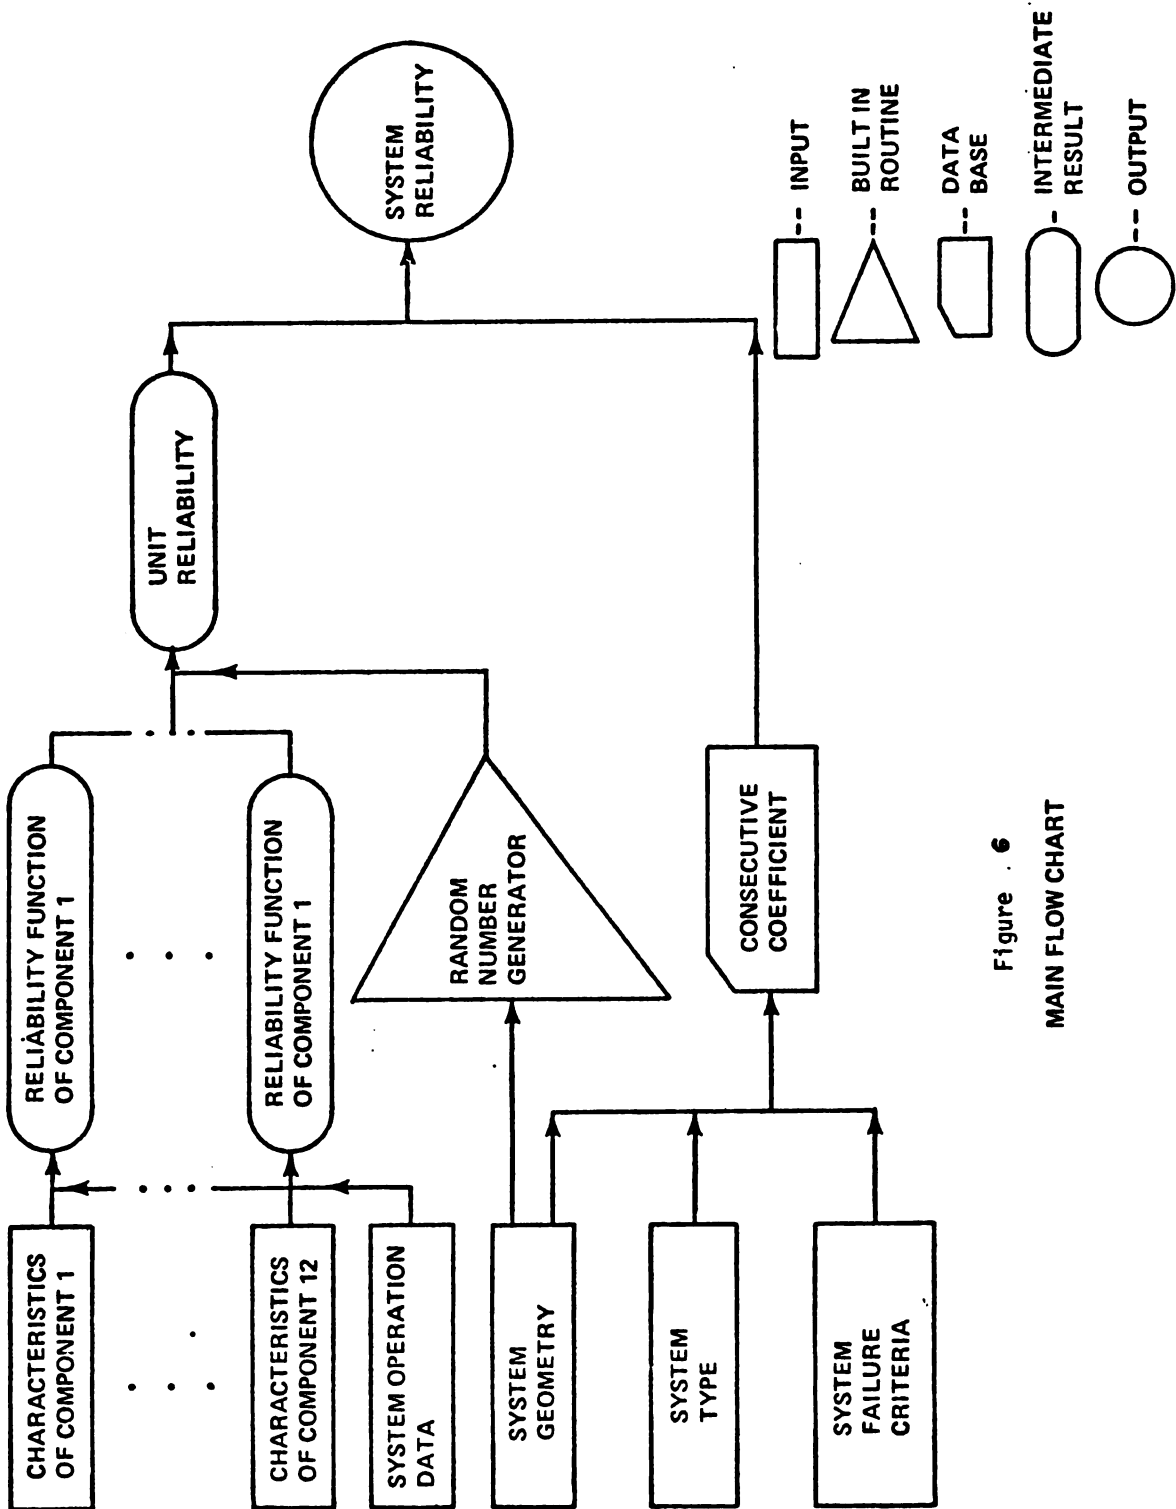 CHARACTERISTICS
OF COMPONENT 1
CHARACTERISTICS
OF COMPONENT 12
SYSTEM OPERATION
DATA
SYSTEM
GEOMETRY
SYSTEM
TYPE
SYSTEM
FAILURE
CRITERIA
RELIABILITY FUNCTION
OF COMPONENT 1
RELIABILITY FUNCTION
OF COMPONENT 1
RANDOM
NUMBER
GENERATOR
CONSECUTIVE
COEFFICIENT
UNIT
RELIABILITY
SYSTEM
RELIABILITY
-- INPUT
-- BUILT IN
ROUTINE
-- DATA
BASE
- INTERMEDIATE
RESULT
-- OUTPUT
Figure . 6
MAIN FLOW CHART